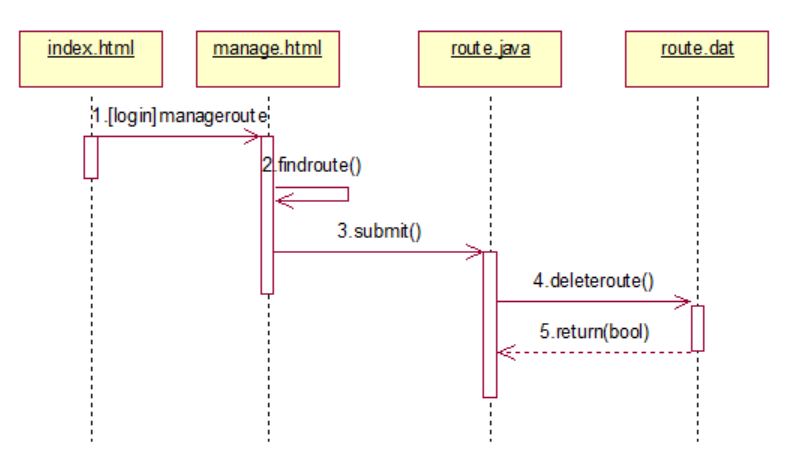 index.html
manage.html
route.java
route.dat
1.[login]manageroute
2.findroute()
3.submit()
4.deleteroute()
5.return(bool)